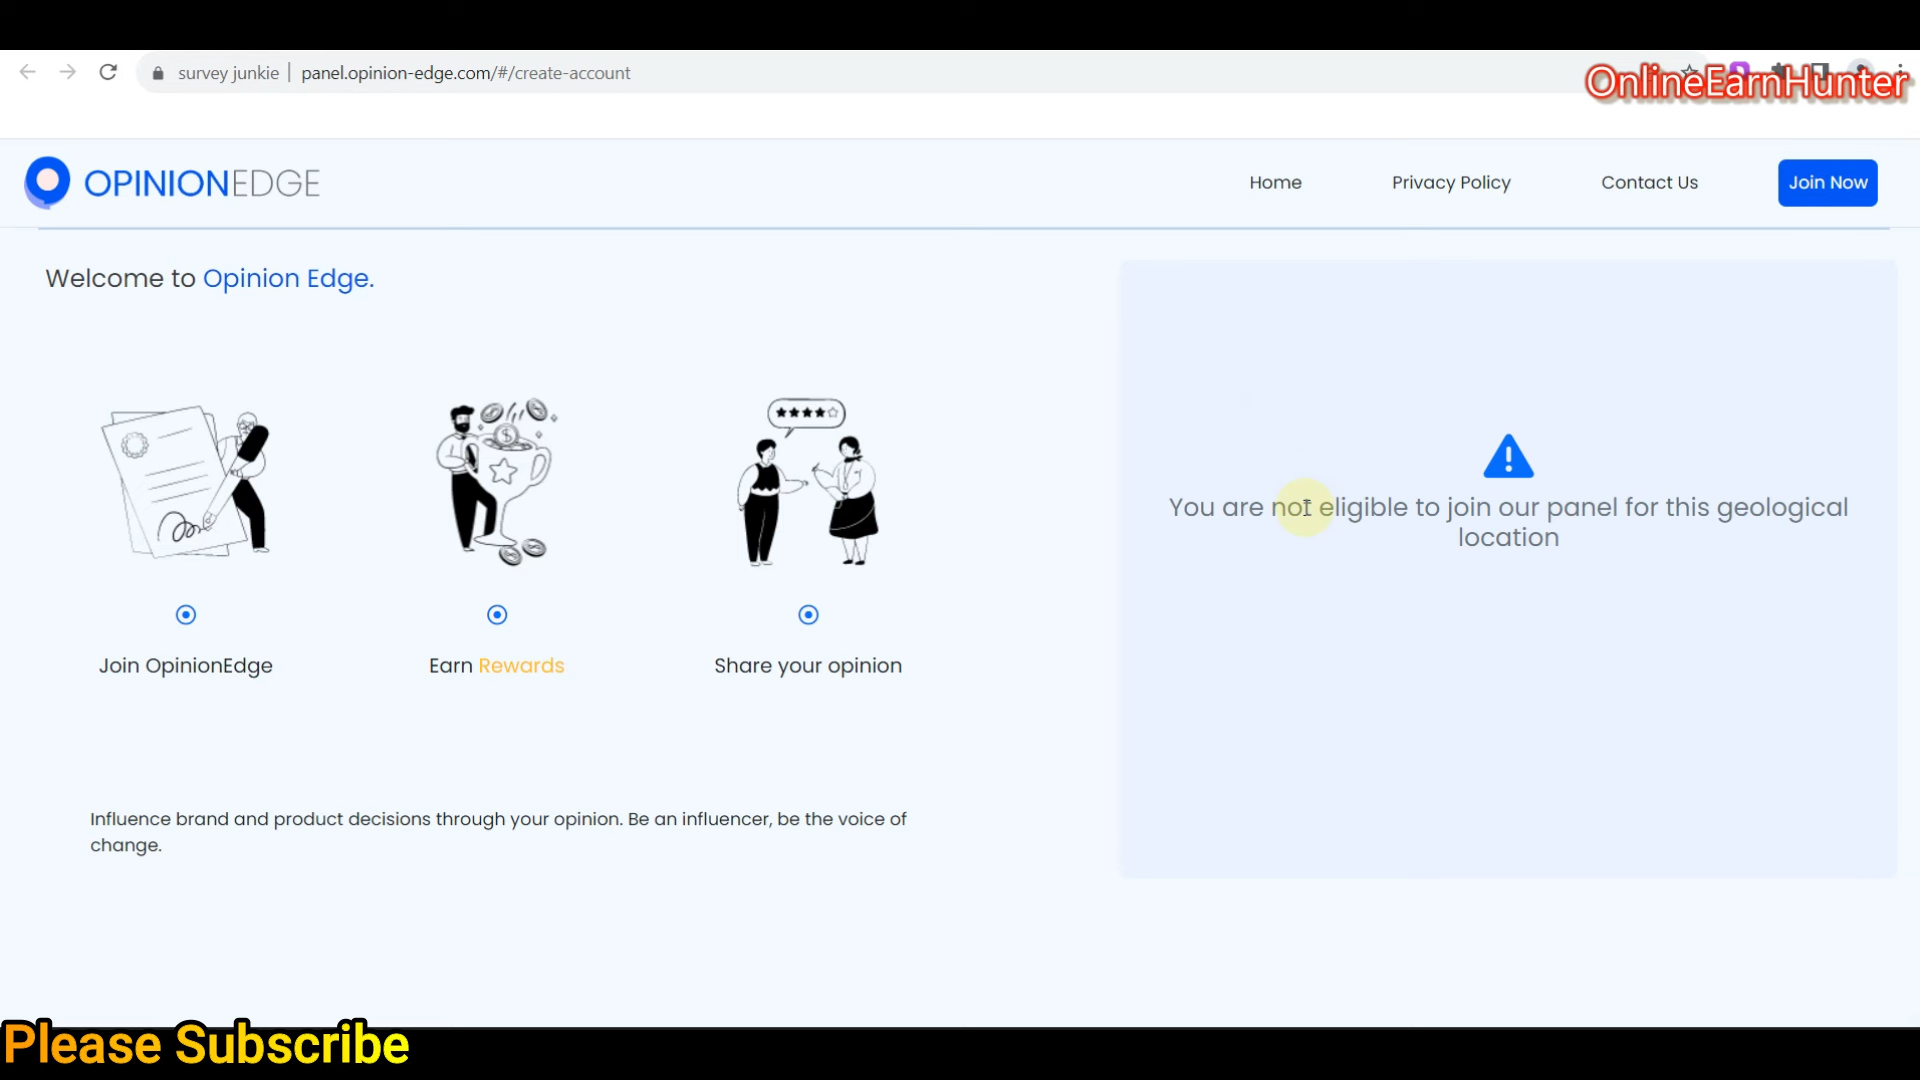 survey junkie | panel.opinion-edge.com/#/create-account
OnlineEarnHunter
OPINIONEDGE
Home
Privacy Policy
Contact Us
Join Now
Welcome to Opinion Edge.
You are not eligible to join our panel for this geological
location
Join OpinionEdge
Earn Rewards
Share your opinion
Influence brand and product decisions through your opinion. Be an influencer, be the voice of
change.
Please Subscribe